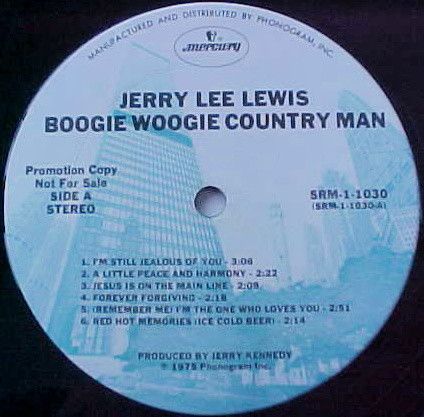 MANUFACTURED AND DISTRIBUTED BY PHONOGRAM, INC.
mercury
JERRY LEE LEWIS
BOOGIE WOOGIE COUNTRY MAN
Promotion Copy
Not For Sale
SIDE A
STEREO
SRM-1-1030
(SRM-1-1030-A)
1. I'M STILL JEALOUS OF YOU - 3:06
2. A LITTLE PEACE AND HARMONY - 2:22
3. JESUS IS ON THE MAIN LINE - 2:09
4. FOREVER FORGIVING - 2:18
5. (REMEMBER ME) I'M THE ONE WHO LOVES YOU - 2:51
6. RED HOT MEMORIES (ICE COLD BEER) - 2:14
PRODUCED BY JERRY KENNEDY
℗ 1975 Phonogram Inc.